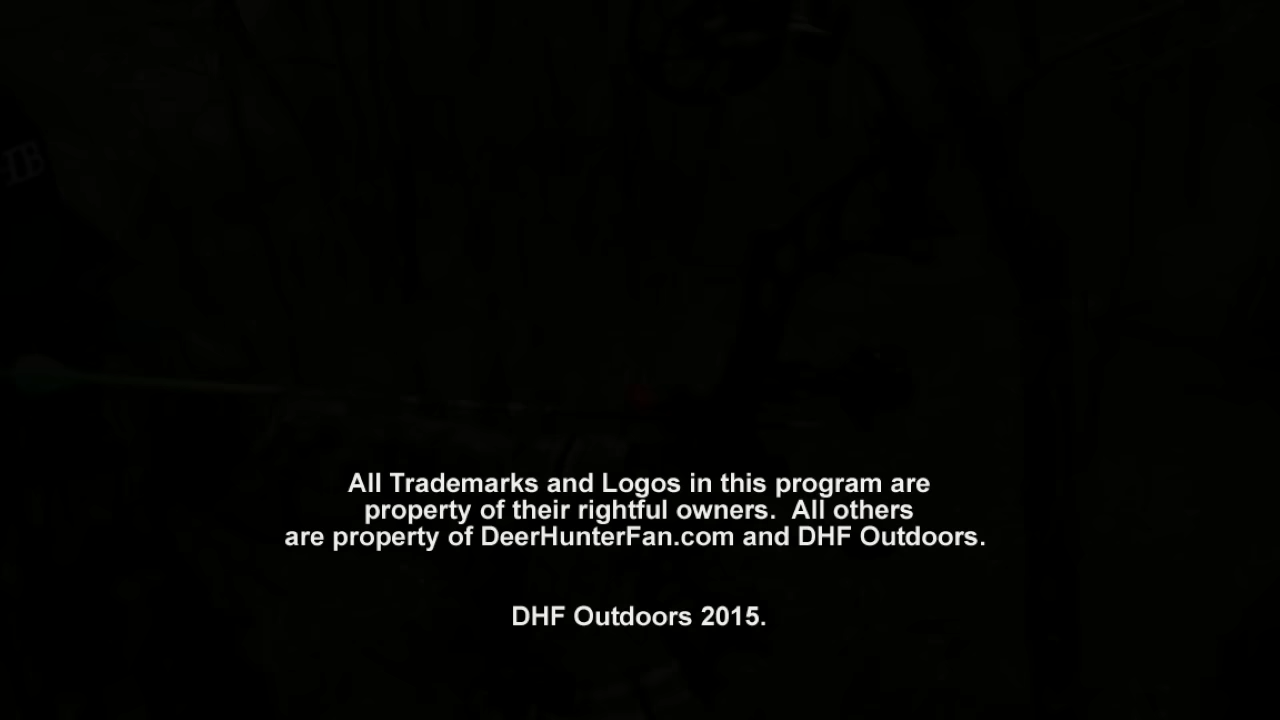 All Trademarks and Logos in this program are
property of their rightful owners.  All others
are property of DeerHunterFan.com and DHF Outdoors.
DHF Outdoors 2015.